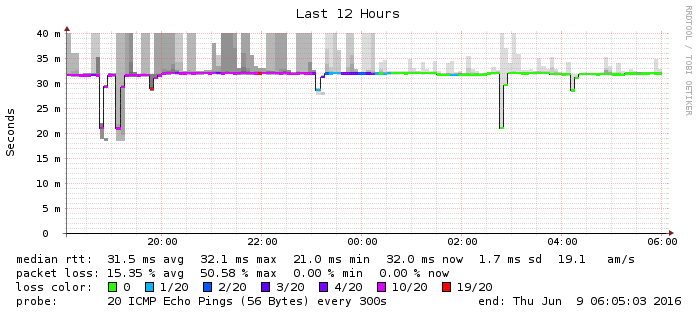 Last 12 Hours
RRDTOOL / TOBI OETIKER
Seconds
40 m
35 m
30 m
25 m
20 m
15 m
10 m
5 m
0
20:00 22:00 00:00 02:00 04:00 06:00
median rtt: 31.5 ms avg 32.1 ms max 21.0 ms min 32.0 ms now 1.7 ms sd 19.1 am/s
packet loss: 15.35 % avg 50.58 % max 0.00 % min 0.00 % now
loss color: 0 1/20 2/20 3/20 4/20 10/20 19/20
probe: 20 ICMP Echo Pings (56 Bytes) every 300s end: Thu Jun 9 06:05:03 2016